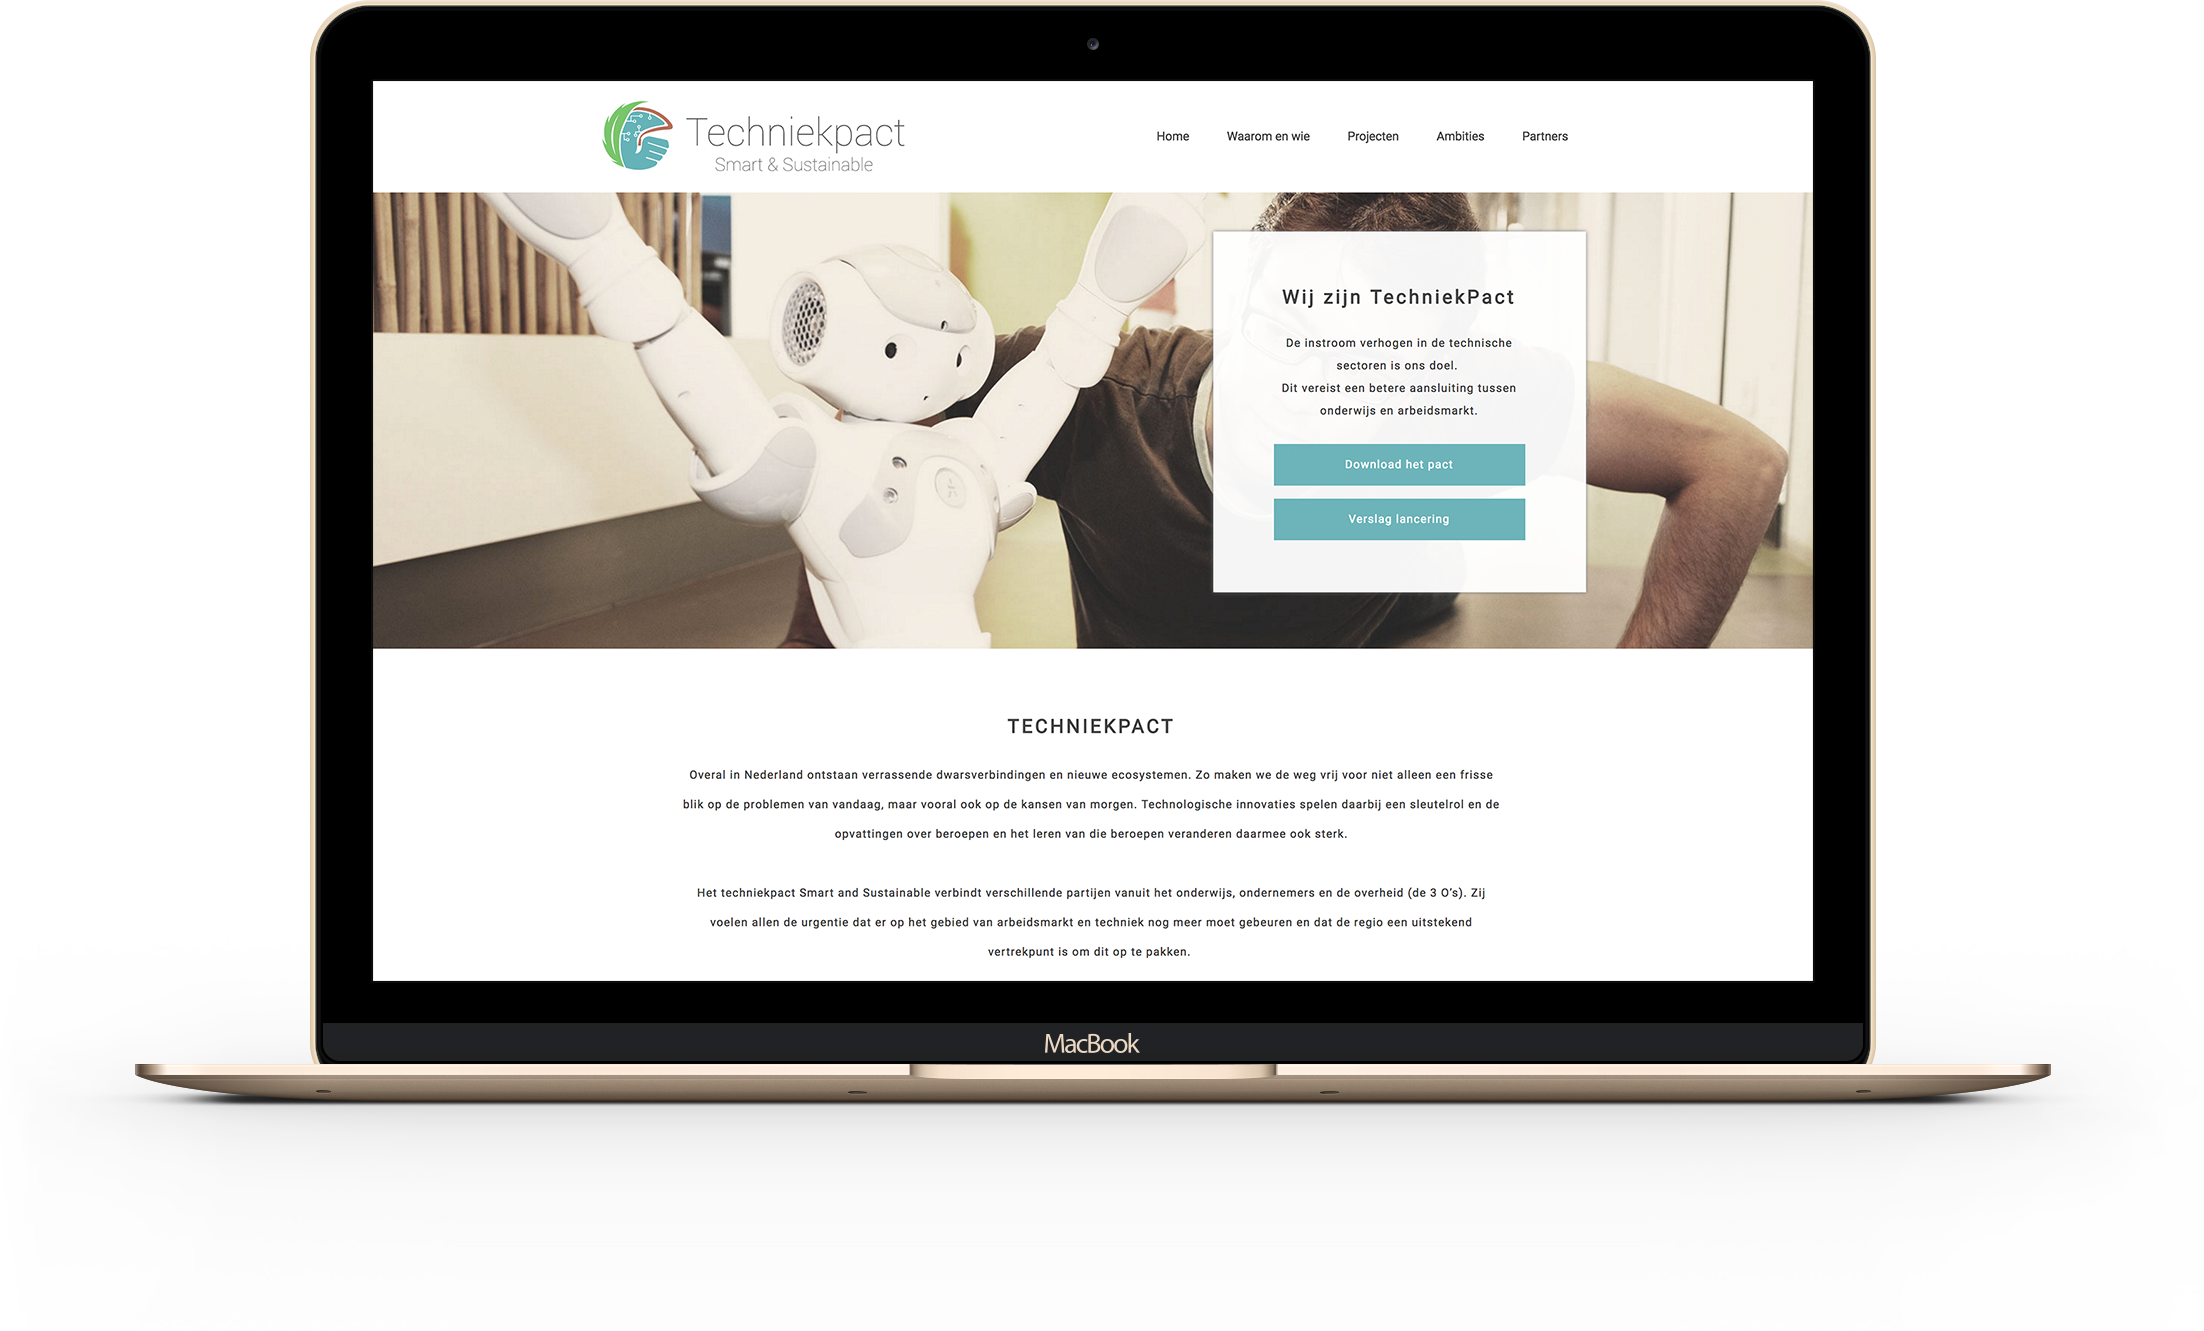 Techniekpact
Smart & Sustainable
Home Waarom en wie Projecten Ambities Partners
Wij zijn TechniekPact
De instroom verhogen in de technische
sectoren is ons doel.
Dit vereist een betere aansluiting tussen
onderwijs en arbeidsmarkt.
Download het pact
Verslag lancering
TECHNIEKPACT
Overal in Nederland ontstaan verrassende dwarsverbindingen en nieuwe ecosystemen. Zo maken we de weg vrij voor niet alleen een frisse
blik op de problemen van vandaag, maar vooral ook op de kansen van morgen. Technologische innovaties spelen daarbij een sleutelrol en de
opvattingen over beroepen en het leren van die beroepen veranderen daarmee ook sterk.
Het techniekpact Smart and Sustainable verbindt verschillende partijen vanuit het onderwijs, ondernemers en de overheid (de 3 O's). Zij
voelen allen de urgentie dat er op het gebied van arbeidsmarkt en techniek nog meer moet gebeuren en dat de regio een uitstekend
vertrekpunt is om dit op te pakken.
MacBook